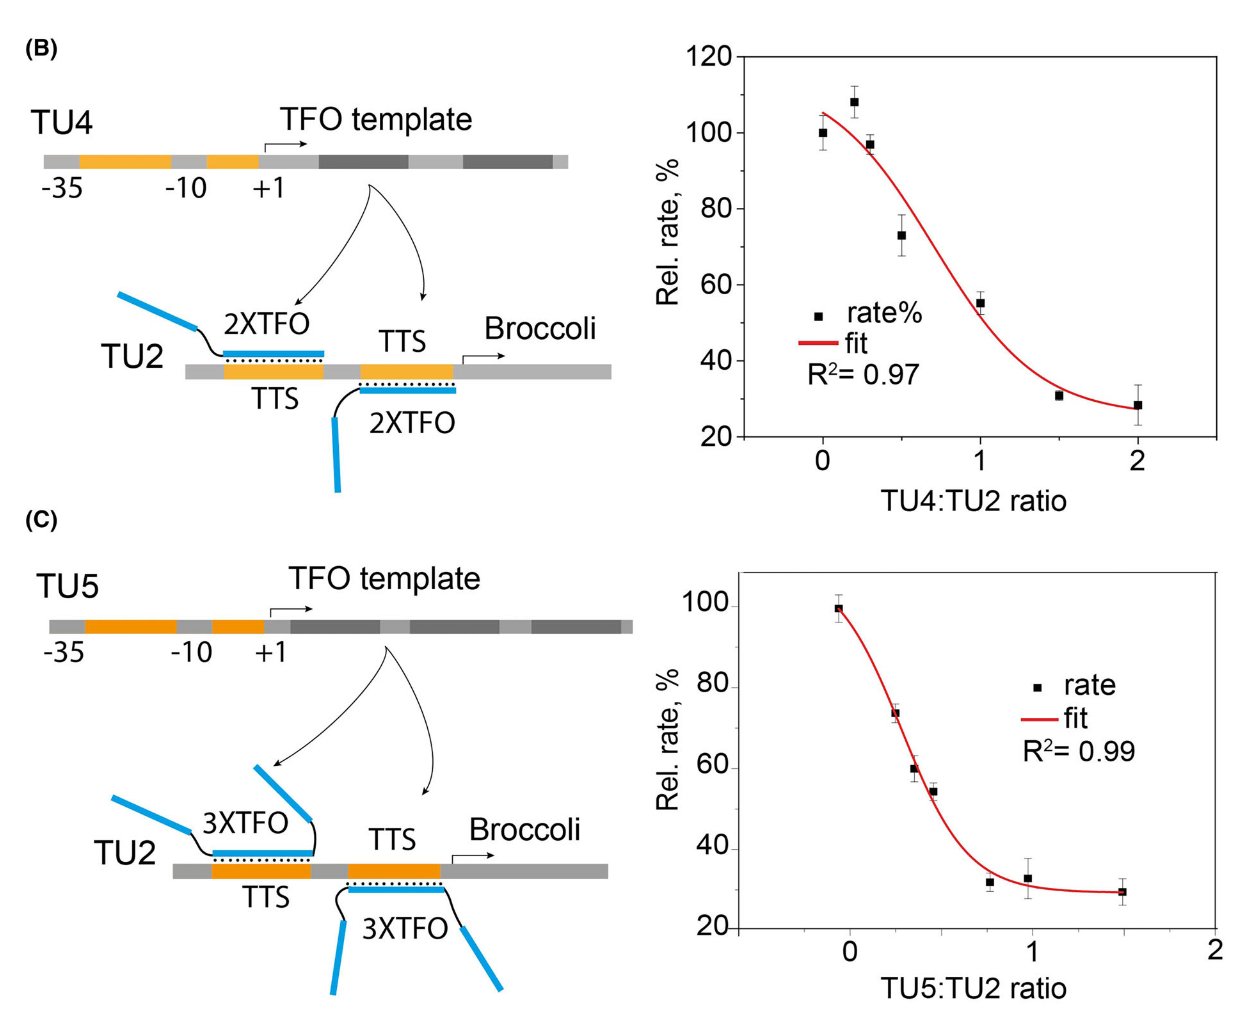 (B)
TU4
TFO template
-35
-10
+1
2XTFO
TTS
Broccoli
TU2
TTS
2XTFO
120
100
80
60
40
20
Rel. rate, %
rate%
fit
R²= 0.97
0
1
2
TU4:TU2 ratio
(C)
TU5
TFO template
-35
-10
+1
3XTFO
TTS
Broccoli
TU2
TTS
3XTFO
100
80
60
40
20
Rel. rate, %
rate
fit
R²= 0.99
0
1
2
TU5:TU2 ratio